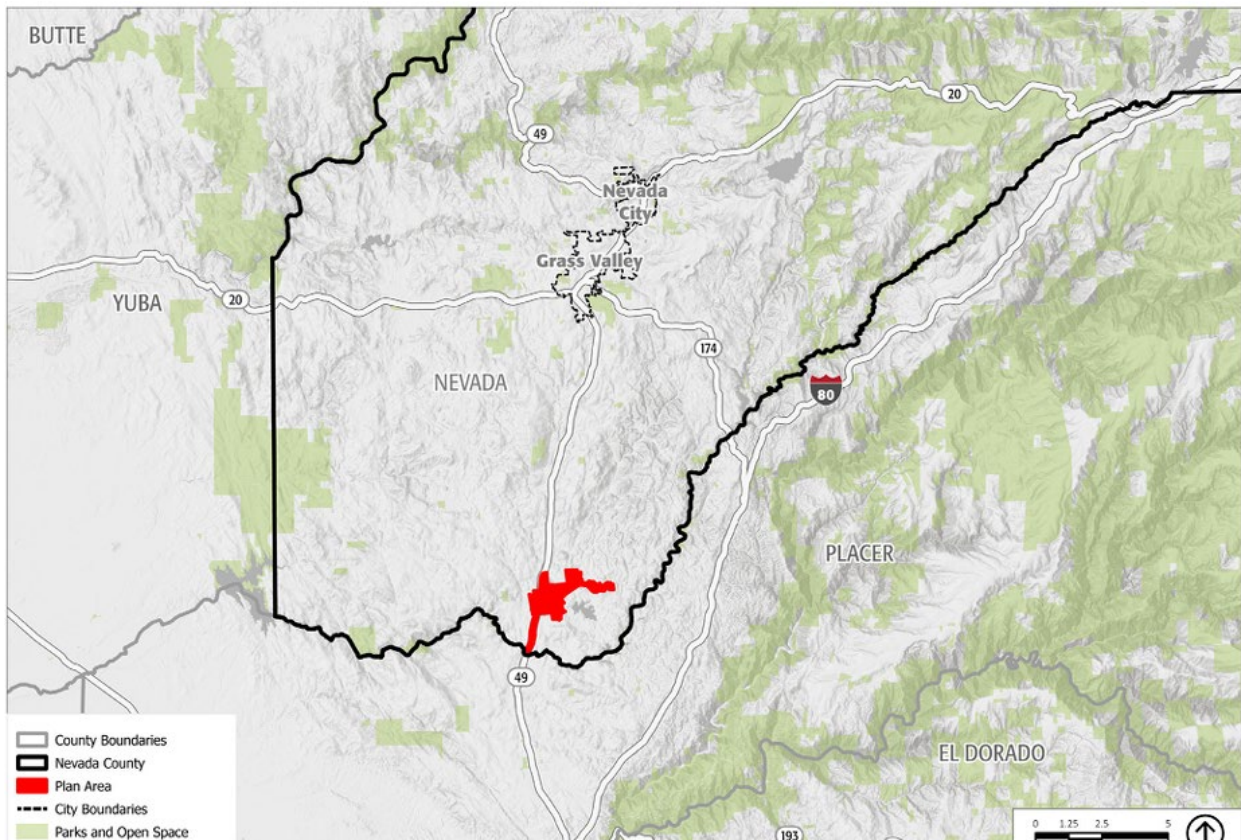 BUTTE
20
49
Nevada
City
Grass Valley
YUBA
20
174
NEVADA
80
PLACER
49
EL DORADO
County Boundaries
Nevada County
Plan Area
City Boundaries
Parks and Open Space
0 1.25 2.5 5
193